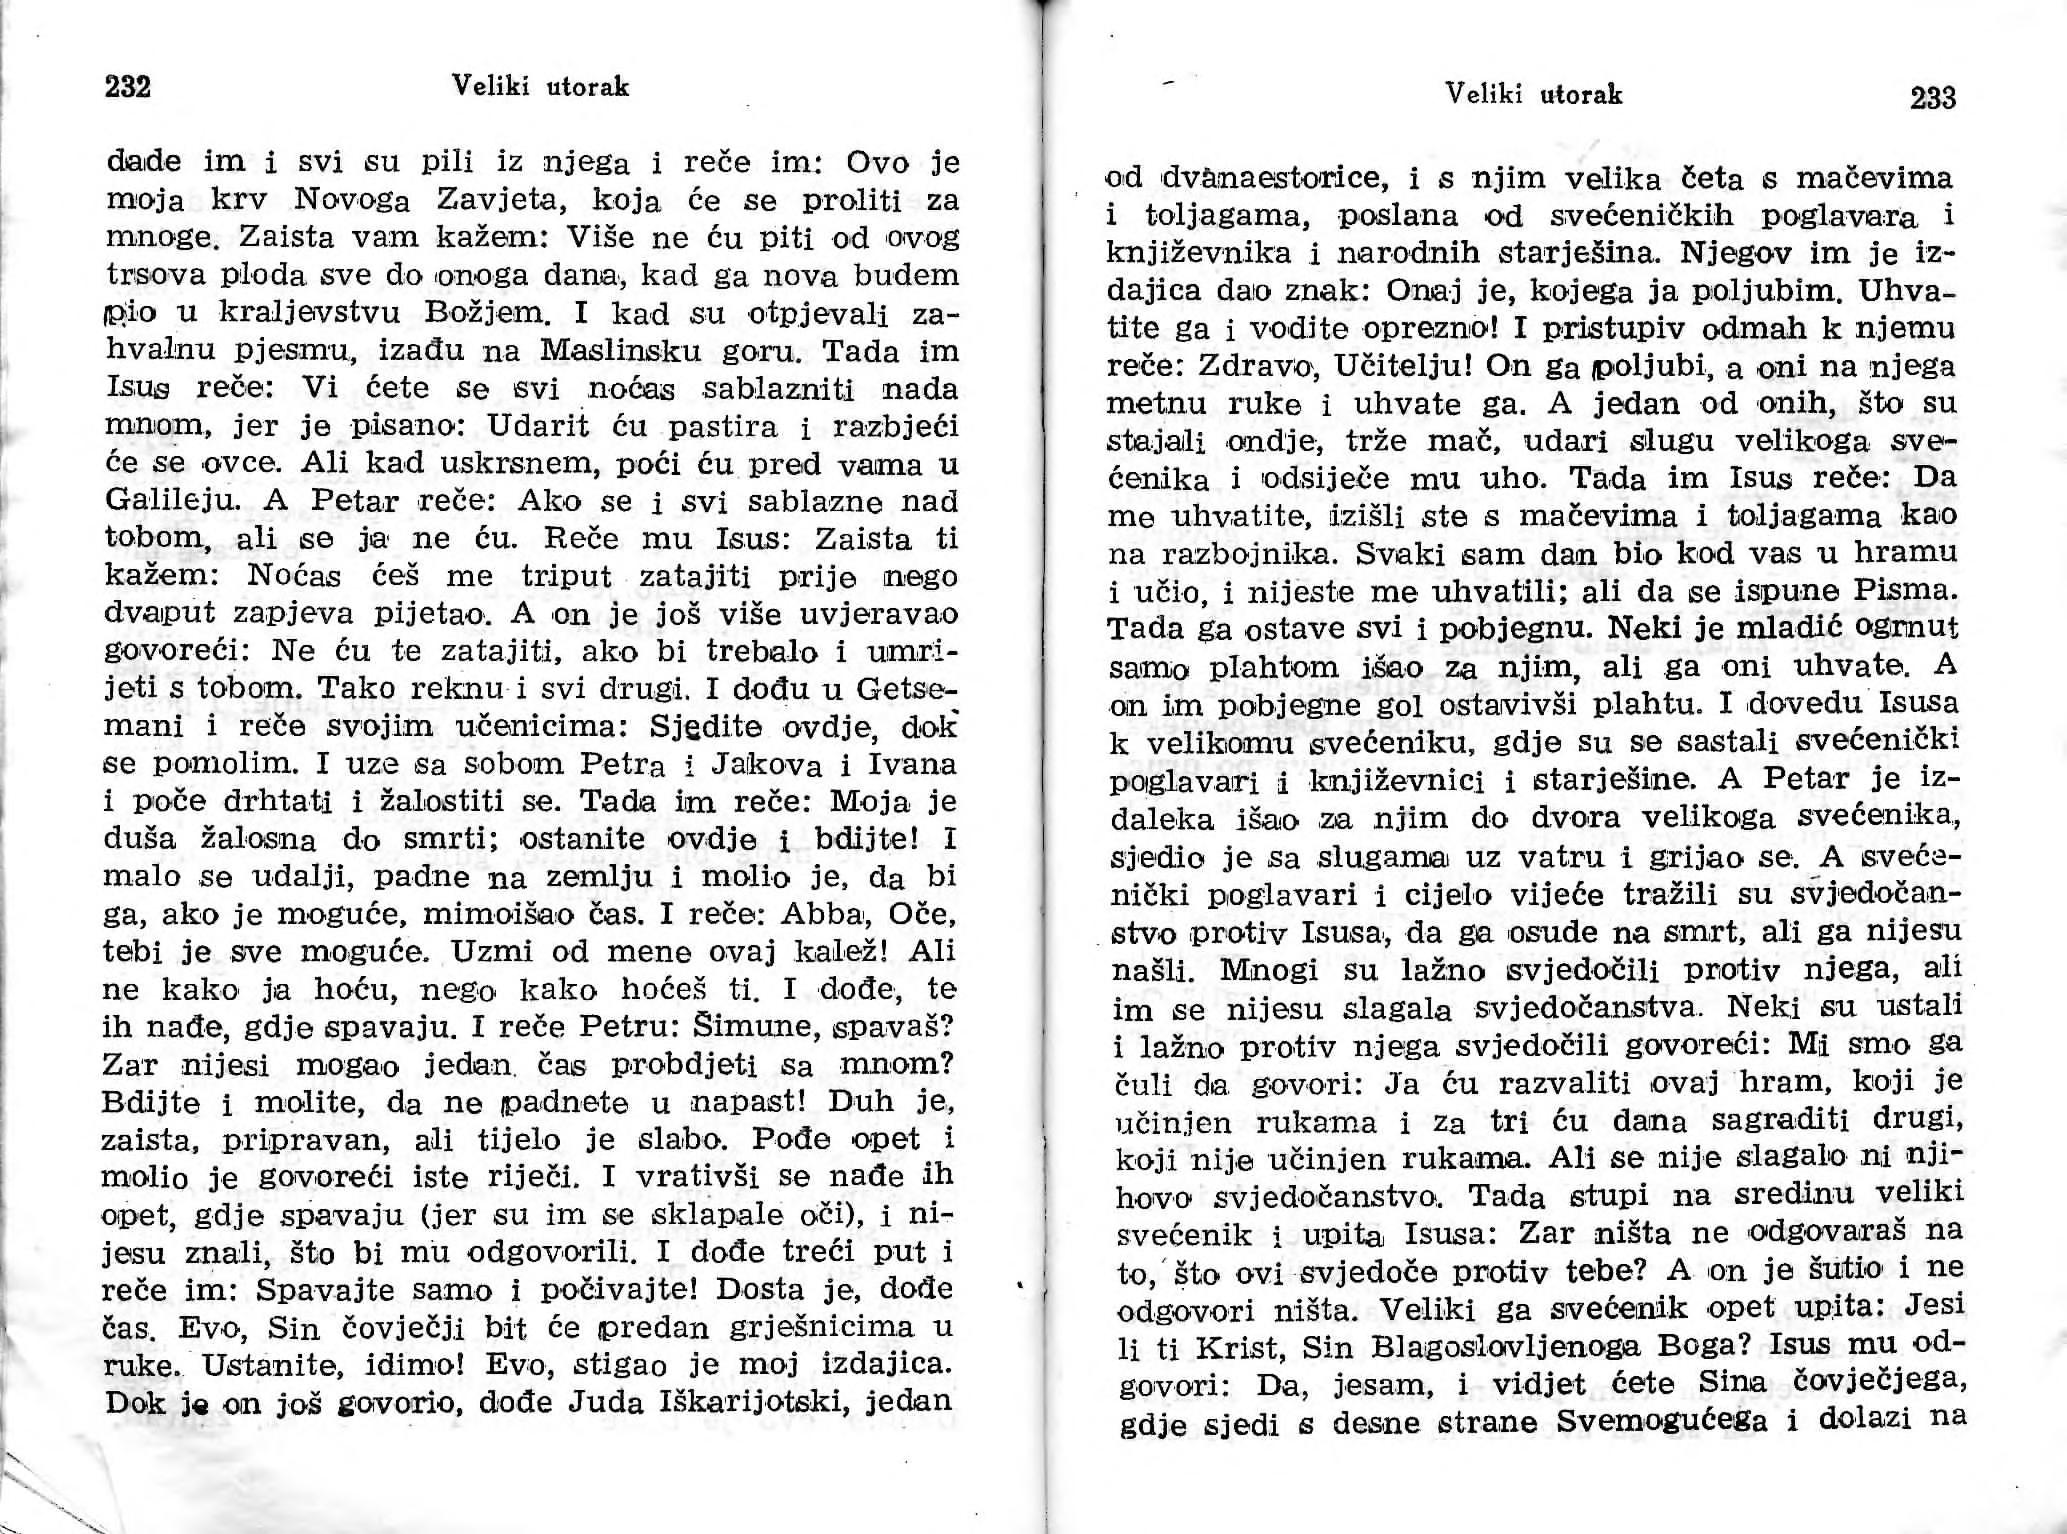 232 Veliki utorak
dade im i svi su pili iz njega i reče im: Ovo je
moja krv Novoga Zavjeta, koja će se proliti za
mnoge. Zaista vam kažem: Više ne ću piti od ovog
trsova ploda sve do onoga dana, kad ga nova budem
pio u kraljevstvu Božjem. I kad su otpjevali za-
hvalnu pjesmu, izađu na Maslinsku goru. Tada im
Isus reče: Vi ćete se svi noćas sablazniti nada
mnom, jer je pisano: Udarit ću pastira i razbjeći
će se ovce. Ali kad uskrsnem, poći ću pred vama u
Galileju. A Petar reče: Ako se i svi sablazne nad
tobom, ali se ja ne ću. Reče mu Isus: Zaista ti
kažem: Noćas ćeš me triput zatajiti prije nego
dvaput zapjeva pijetao. A on je još više uvjeravao
govoreći: Ne ću te zatajiti, ako bi trebalo i umri-
jeti s tobom. Tako reknu i svi drugi. I dođu u Getse-
mani i reče svojim učenicima: Sjedite ovdje, dok
se pomolim. I uze sa sobom Petra i Jakova i Ivana
i poče drhtati i žalostiti se. Tada im reče: Moja je
duša žalosna do smrti; ostanite ovdje i bdijte! I
malo se udalji, padne na zemlju i molio je, da bi
ga, ako je moguće, mimoišao čas. I reče: Abba, Oče,
tebi je sve moguće. Uzmi od mene ovaj kalež! Ali
ne kako ja hoću, nego kako hoćeš ti. I dođe, te
ih nađe, gdje spavaju. I reče Petru: Šimune, spavaš?
Zar nijesi mogao jedan čas probdjeti sa mnom?
Bdijte i molite, da ne padnete u napast! Duh je,
zaista, pripravan, ali tijelo je slabo. Pođe opet i
molio je govoreći iste riječi. I vrativši se nađe ih
opet, gdje spavaju (jer su im se sklapale oči), i ni-
jesu znali, što bi mu odgovorili. I dođe treći put i
reče im: Spavajte samo i počivajte! Dosta je, dođe
čas. Evo, Sin čovječji bit će predan grješnicima u
ruke. Ustanite, idimo! Evo, stigao je moj izdajica.
Dok je on još govorio, dođe Juda Iškarijotski, jedan
Veliki utorak 233
od dvanaestorice, i s njim velika četa s mačevima
i toljagama, poslana od svećeničkih poglavara i
književnika i narodnih starješina. Njegov im je iz-
dajica dao znak: Onaj je, kojega ja poljubim. Uhva-
tite ga i vodite oprezno! I pristupiv odmah k njemu
reče: Zdravo, Učitelju! On ga poljubi, a oni na njega
metnu ruke i uhvate ga. A jedan od onih, što su
stajali ondje, trže mač, udari slugu velikoga sve-
ćenika i odsiječe mu uho. Tada im Isus reče: Da
me uhvatite, izišli ste s mačevima i toljagama kao
na razbojnika. Svaki sam dan bio kod vas u hramu
i učio, i nijeste me uhvatili; ali da se ispune Pisma.
Tada ga ostave svi i pobjegnu. Neki je mladić ogrnut
samo plahtom išao za njim, ali ga oni uhvate. A
on im pobjegne gol ostavivši plahtu. I dovedu Isusa
k velikomu svećeniku, gdje su se sastali svećenički
poglavari i književnici i starješine. A Petar je iz-
daleka išao za njim do dvora velikoga svećenika,
sjedio je sa slugama uz vatru i grijao se. A sveće-
nički poglavari i cijelo vijeće tražili su svjedočan-
stvo protiv Isusa, da ga osude na smrt, ali ga nijesu
našli. Mnogi su lažno svjedočili protiv njega, ali
im se nijesu slagala svjedočanstva. Neki su ustali
i lažno protiv njega svjedočili govoreći: Mi smo ga
čuli da govori: Ja ću razvaliti ovaj hram, koji je
učinjen rukama i za tri ću dana sagraditi drugi,
koji nije učinjen rukama. Ali se nije slagalo ni nji-
hovo svjedočanstvo. Tada stupi na sredinu veliki
svećenik i upita Isusa: Zar ništa ne odgovaraš na
to, što ovi svjedoče protiv tebe? A on je šutio i ne
odgovori ništa. Veliki ga svećenik opet upita: Jesi
li ti Krist, Sin Blagoslovljenoga Boga? Isus mu od-
govori: Da, jesam, i vidjet ćete Sina čovječjega,
gdje sjedi s desne strane Svemogućega i dolazi na